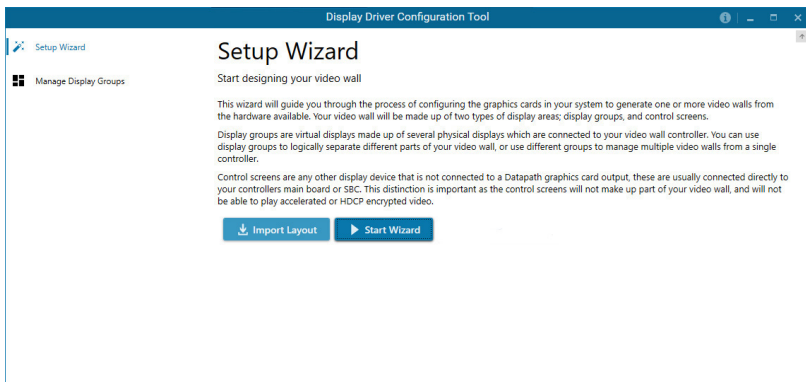 Display Driver Configuration Tool
Setup Wizard
Manage Display Groups
Setup Wizard
Start designing your video wall
This wizard will guide you through the process of configuring the graphics cards in your system to generate one or more video walls from
the hardware available. Your video wall will be made up of two types of display areas; display groups, and control screens.
Display groups are virtual displays made up of several physical displays which are connected to your video wall controller. You can use
display groups to logically separate different parts of your video wall, or use different groups to manage multiple video walls from a single
controller.
Control screens are any other display device that is not connected to a Datapath graphics card output, these are usually connected directly to
your controllers main board or SBC. This distinction is important as the control screens will not make up part of your video wall, and will not
be able to play accelerated or HDCP encrypted video.
Import Layout
Start Wizard